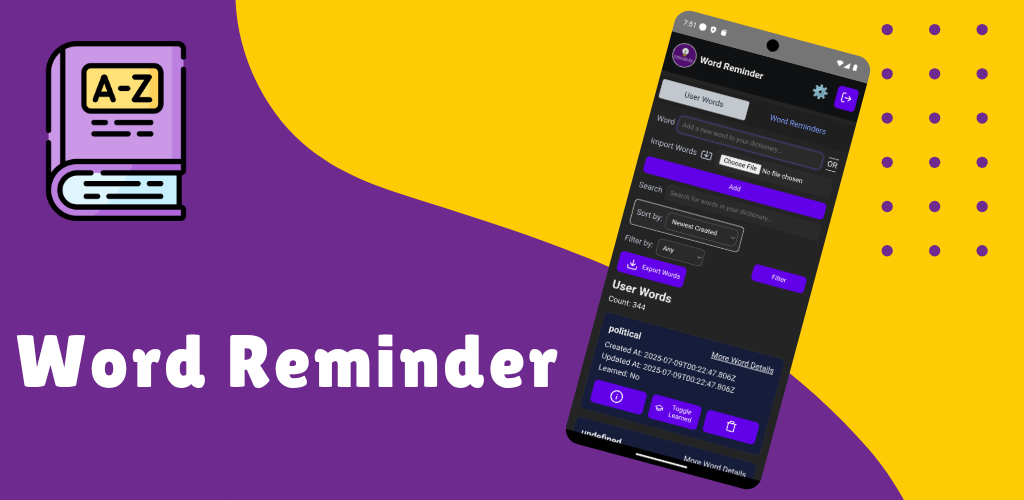 A-Z
Word Reminder
7:51
Word Reminder
User Words
Word Reminders
Word
Add a new word to your dictionary...
OR
Import Words
Choose File No file chosen
Add
Search
Search for words in your dictionary...
Sort by:
Newest Created
Filter by:
Any
Export Words
Filter
User Words
Count: 344
political
More Word Details
Created At: 2025-07-09T00:22:47.806Z
Updated At: 2025-07-09T00:22:47.806Z
Learned: No
Toggle
Learned
undefined
More Word Details